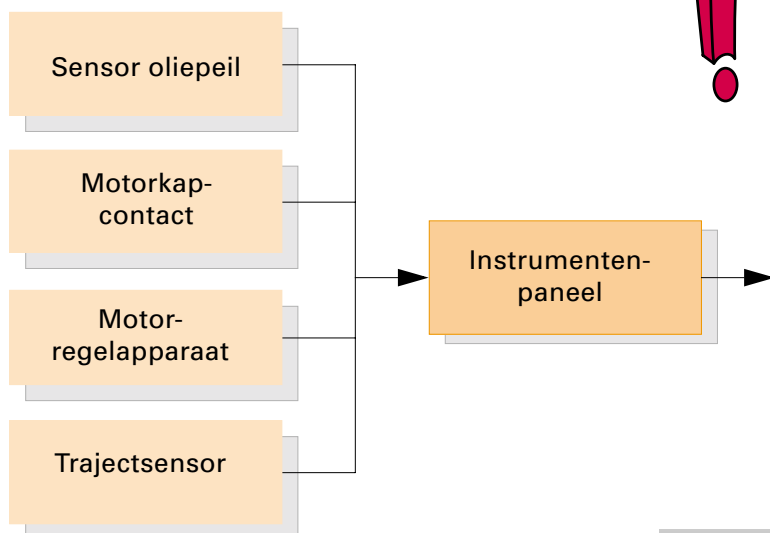 Sensor oliepeil
Motorkap-
contact
Motor-
regelapparaat
Trajectsensor
Instrumenten-
paneel